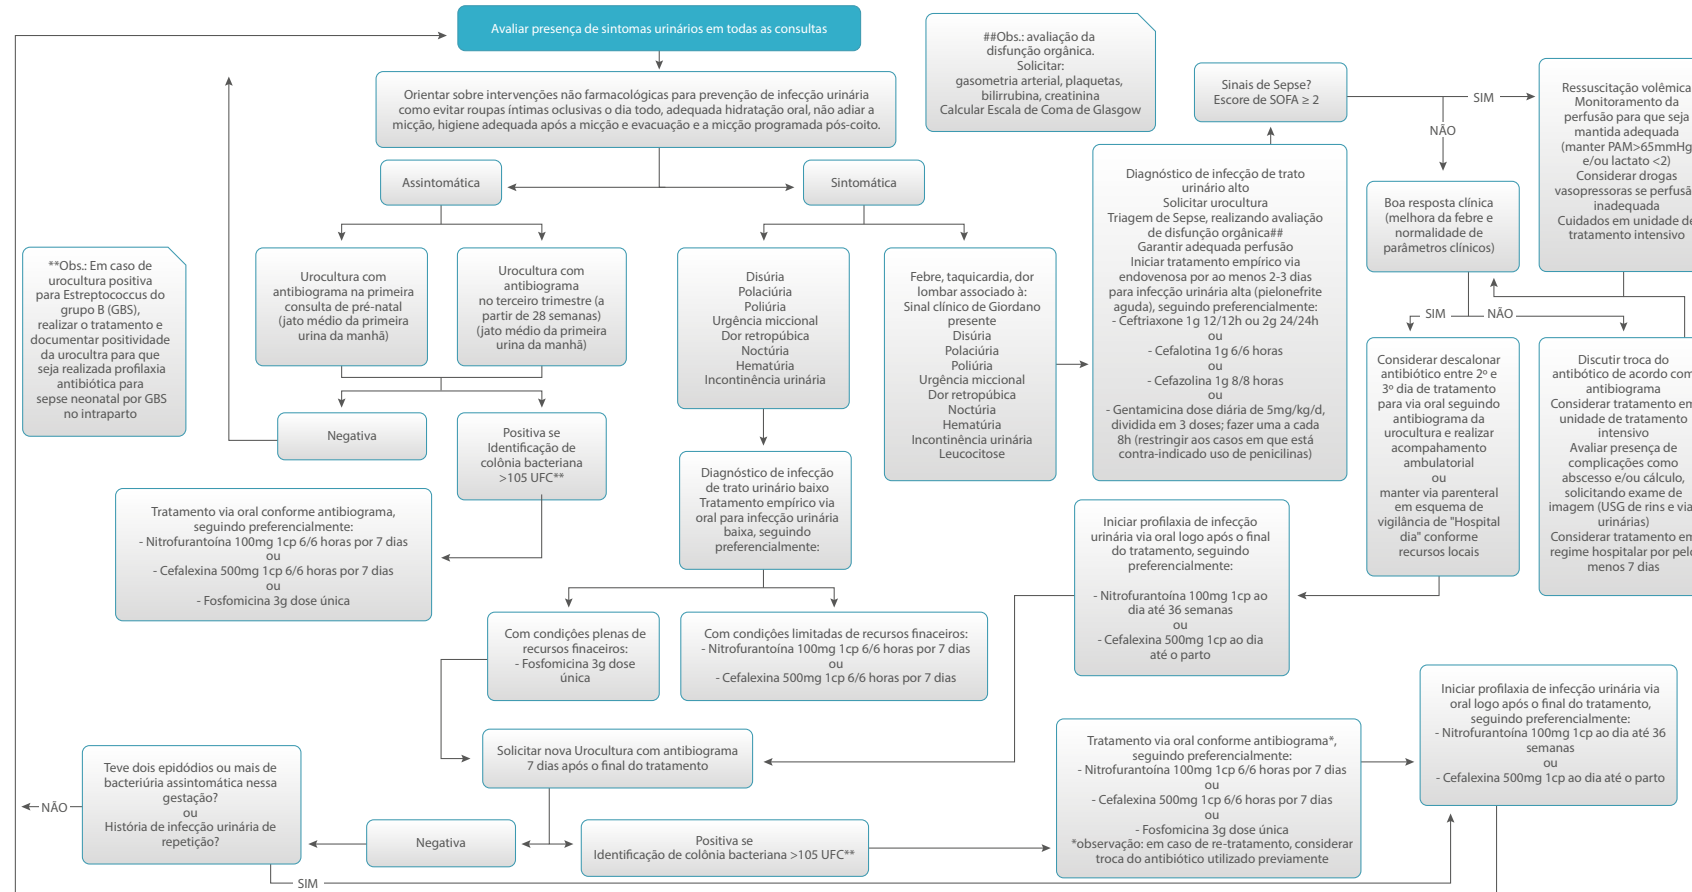 Avaliar presença de sintomas urinários em todas as consultas
Orientar sobre intervenções não farmacológicas para prevenção de infecção urinária
como evitar roupas íntimas oclusivas o dia todo, adequada hidratação oral, não adiar a
micção, higiene adequada após a micção e evacuação e a micção programada pós-coito.
##Obs.: avaliação da
disfunção orgânica.
Solicitar:
gasometria arterial, plaquetas,
bilirrubina, creatinina
Calcular Escala de Coma de Glasgow
Sinais de Sepse?
Escore de SOFA ≥ 2
SIM
NÃO
Ressuscitação volêmica
Monitoramento da
perfusão para que seja
mantida adequada
(manter PAM>65mmHg
e/ou lactato <2)
Considerar drogas
vasopressoras se perfusã
inadequada
Cuidados em unidade de
tratamento intensivo
Assintomática
Sintomática
Boa resposta clínica
(melhora da febre e
normalidade de
parâmetros clínicos)
**Obs.: Em caso de
urocultura positiva
para Estreptococcus do
grupo B (GBS),
realizar o tratamento e
documentar positividade
da urocultra para que
seja realizada profilaxia
antibiótica para
sepse neonatal por GBS
no intraparto
Urocultura com
antibiograma na primeira
consulta de pré-natal
(jato médio da primeira
urina da manhã)
Urocultura com
antibiograma
no terceiro trimestre (a
partir de 28 semanas)
(jato médio da primeira
urina da manhã)
Disúria
Polaciúria
Poliúria
Urgência miccional
Dor retropúbica
Noctúria
Hematúria
Incontinência urinária
Febre, taquicardia, dor
lombar associado à:
Sinal clínico de Giordano
presente
Disúria
Polaciúria
Poliúria
Urgência miccional
Dor retropúbica
Noctúria
Hematúria
Incontinência urinária
Leucocitose
Diagnóstico de infecção de trato
urinário alto
Solicitar urocultura
Triagem de Sepse, realizando avaliação
de disfunção orgânica##
Garantir adequada perfusão
Iniciar tratamento empírico via
endovenosa por ao menos 2-3 dias
para infecção urinária alta (pielonefrite
aguda), seguindo preferencialmente:
- Ceftriaxone 1g 12/12h ou 2g 24/24h
ou
- Cefalotina 1g 6/6 horas
ou
- Cefazolina 1g 8/8 horas
ou
- Gentamicina dose diária de 5mg/kg/d,
dividida em 3 doses; fazer uma a cada
8h (restringir aos casos em que está
contra-indicado uso de penicilinas)
SIM
NÃO
Considerar descalonar
antibiótico entre 2º e
3º dia de tratamento
para via oral seguindo
antibiograma da
urocultura e realizar
acompahamento
ambulatorial
ou
manter via parenteral
em esquema de
vigilância de "Hospital
dia" conforme
recursos locais
Discutir troca do
antibótico de acordo com
antibiograma
Considerar tratamento em
unidade de tratamento
intensivo
Avaliar presença de
complicações como
abscesso e/ou cálculo,
solicitando exame de
imagem (USG de rins e via
urinárias)
Considerar tratamento em
regime hospitalar por pelo
menos 7 dias
Negativa
Positiva se
Identificação de
colônia bacteriana
>105 UFC**
Tratamento via oral conforme antibiograma,
seguindo preferencialmente:
- Nitrofurantoína 100mg 1cp 6/6 horas por 7 dias
ou
- Cefalexina 500mg 1cp 6/6 horas por 7 dias
ou
- Fosfomicina 3g dose única
Diagnóstico de infecção
de trato urinário baixo
Tratamento empírico via
oral para infecção urinária
baixa, seguindo
preferencialmente:
Iniciar profilaxia de infecção
urinária via oral logo após o final
do tratamento, seguindo
preferencialmente:
- Nitrofurantoína 100mg 1cp ao
dia até 36 semanas
ou
- Cefalexina 500mg 1cp ao dia
até o parto
Com condições plenas de
recursos finaceiros:
- Fosfomicina 3g dose
única
Com condições limitadas de recursos finaceiros:
- Nitrofurantoína 100mg 1cp 6/6 horas por 7 dias
ou
- Cefalexina 500mg 1cp 6/6 horas por 7 dias
Solicitar nova Urocultura com antibiograma
7 dias após o final do tratamento
Teve dois epidódios ou mais de
bacteriúria assintomática nessa
gestação?
ou
História de infecção urinária de
repetição?
NÃO
SIM
Negativa
Positiva se
Identificação de colônia bacteriana >105 UFC**
Tratamento via oral conforme antibiograma*,
seguindo preferencialmente:
- Nitrofurantoína 100mg 1cp 6/6 horas por 7 dias
ou
- Cefalexina 500mg 1cp 6/6 horas por 7 dias
ou
- Fosfomicina 3g dose única
*observação: em caso de re-tratamento, considerar
troca do antibiótico utilizado previamente
Iniciar profilaxia de infecção urinária via
oral logo após o final do tratamento,
seguindo preferencialmente:
- Nitrofurantoína 100mg 1cp ao dia até 36
semanas
ou
- Cefalexina 500mg 1cp ao dia até o parto